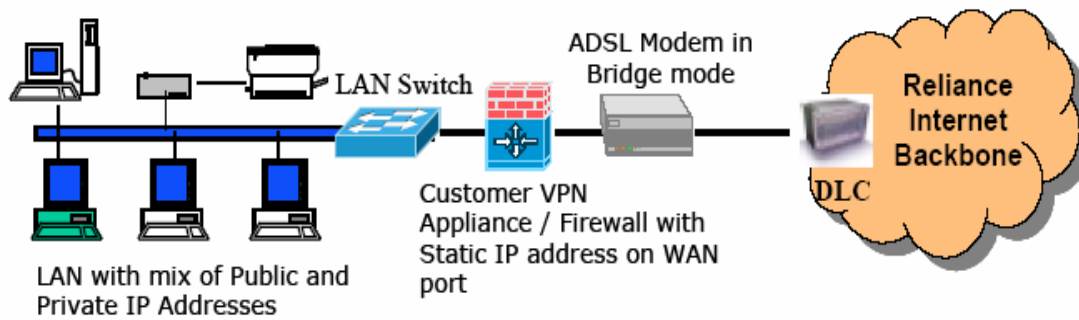 LAN Switch
ADSL Modem in
Bridge mode
Reliance
Internet
Backbone
DLC
Customer VPN
Appliance / Firewall with
Static IP address on WAN
port
LAN with mix of Public and
Private IP Addresses